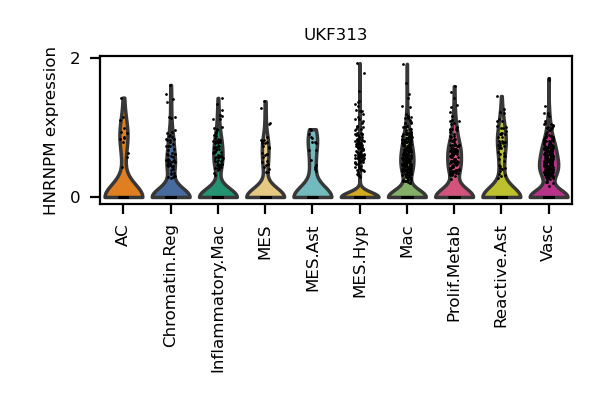 UKF313
HNRNPM expression
2
0
AC
Chromatin.Reg
Inflammatory.Mac
MES
MES.Ast
MES.Hyp
Mac
Prolif.Metab
Reactive.Ast
Vasc